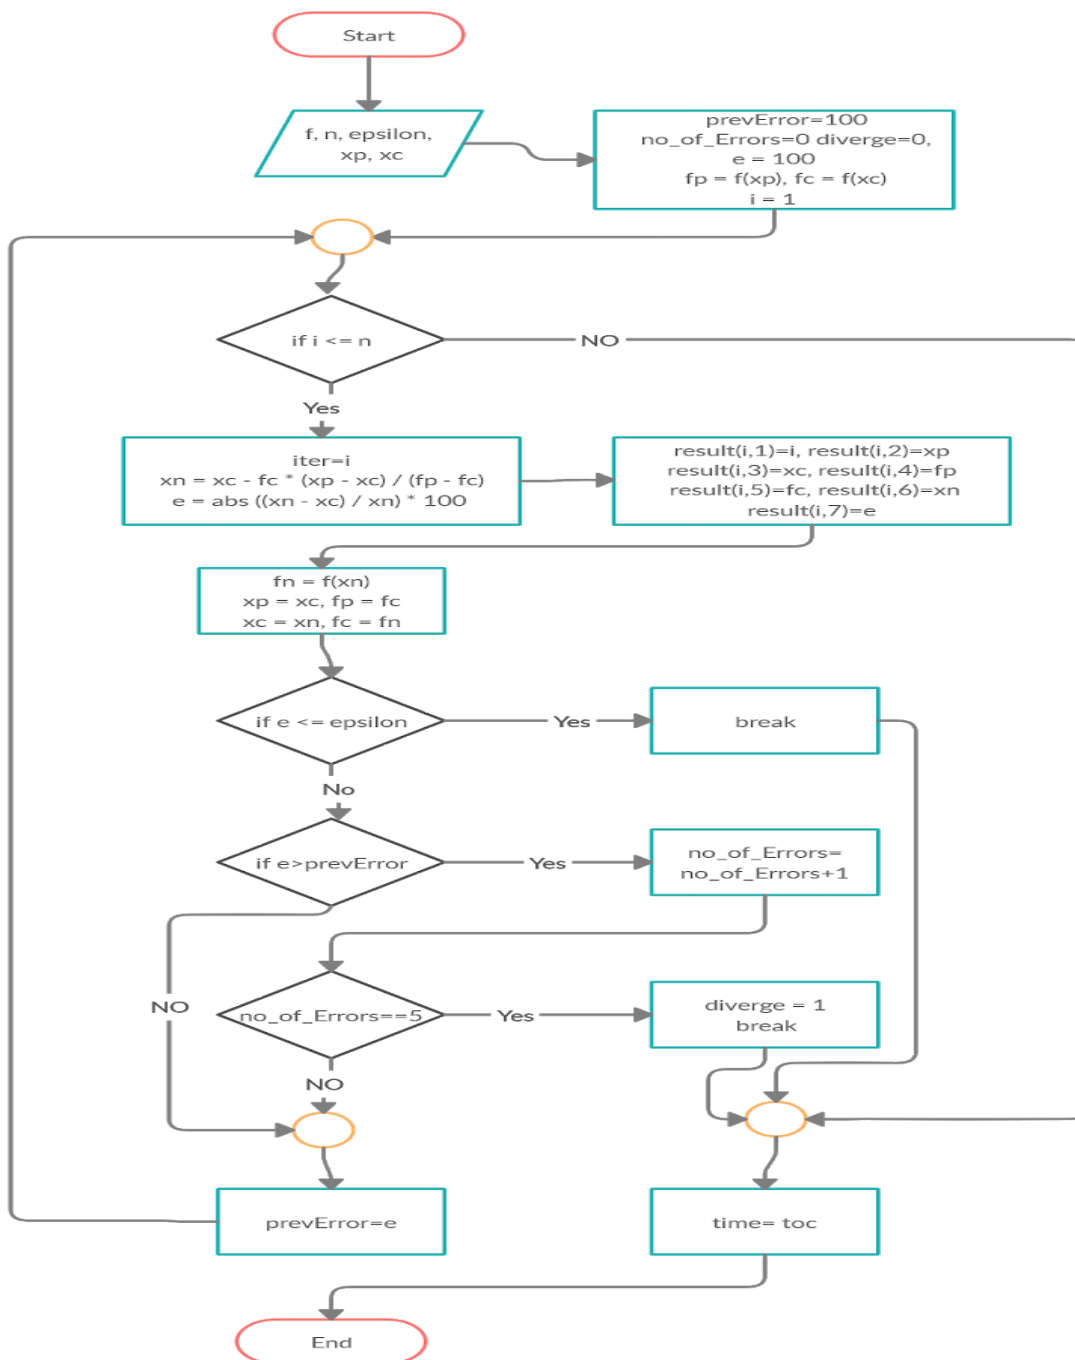 Start
f, n, epsilon,
xp, xc
prevError=100
no_of_Errors=0 diverge=0,
e = 100
fp = f(xp), fc = f(xc)
i = 1
if i <= n
NO
Yes
iter=i
xn = xc - fc * (xp - xc) / (fp - fc)
e = abs ((xn - xc) / xn) * 100
result(i,1)=i, result(i,2)=xp
result(i,3)=xc, result(i,4)=fp
result(i,5)=fc, result(i,6)=xn
result(i,7)=e
fn = f(xn)
xp = xc, fp = fc
xc = xn, fc = fn
if e <= epsilon
Yes
break
No
if e>prevError
Yes
no_of_Errors=
no_of_Errors+1
NO
no_of_Errors==5
Yes
diverge = 1
break
NO
prevError=e
time= toc
End